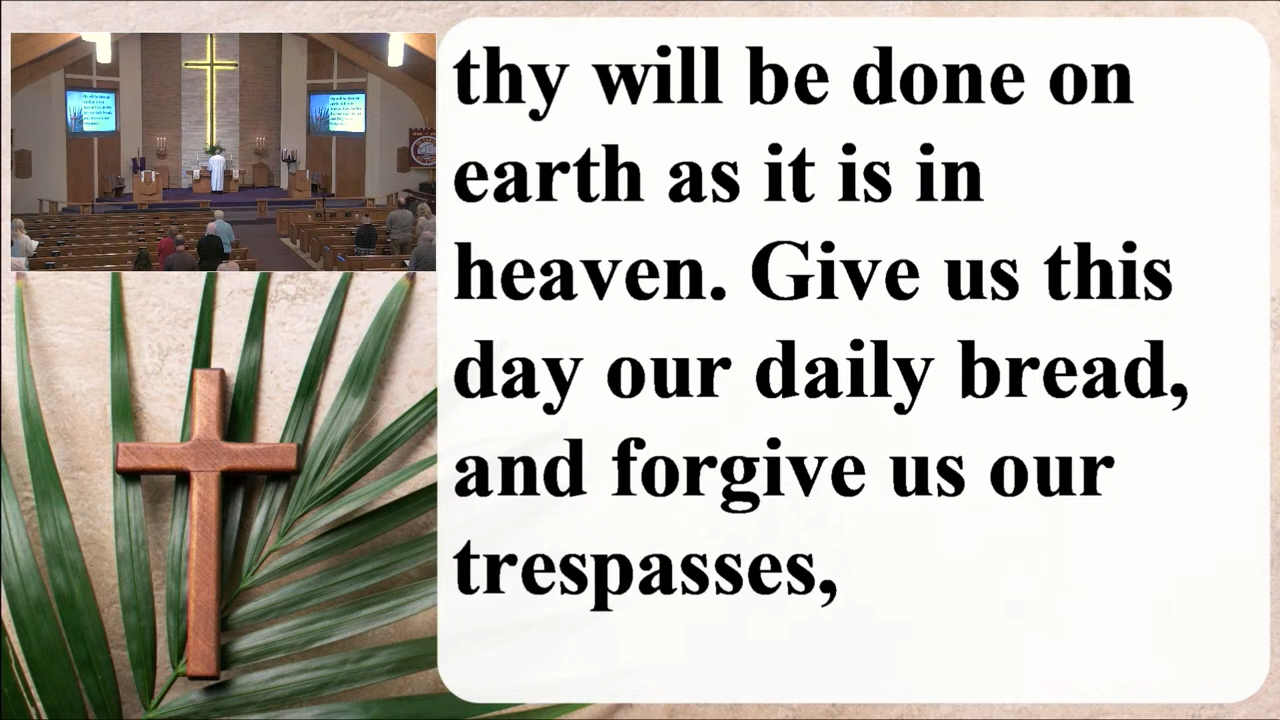 thy will be done on
earth as it is in
heaven. Give us this
day our daily bread,
and forgive us our
trespasses,